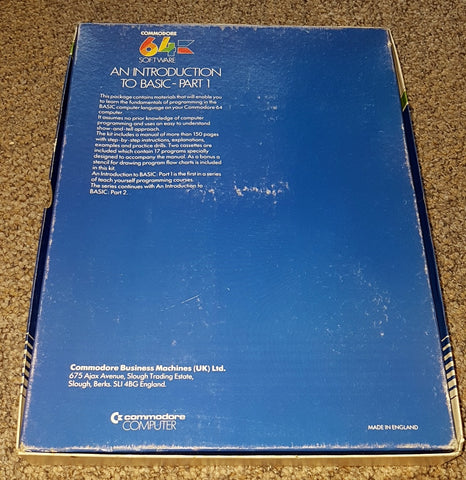 COMMODORE
64
SOFTWARE
AN INTRODUCTION
TO BASIC - PART 1
This package contains materials that will enable you
to learn the fundamentals of programming in the
BASIC computer language on your Commodore 64
computer.
It assumes no prior knowledge of computer
programming and uses an easy to understand
show-and-tell approach.
The kit includes a manual of more than 150 pages
with step-by-step instructions, explanations,
examples and practice drills. Two cassettes are
included which contain 17 programs specially
designed to accompany the manual. As a bonus a
stencil for drawing program flow charts is included
in this kit.
An Introduction to BASIC: Part 1 is the first in a series
of teach yourself programming courses.
The series continues with An Introduction to
BASIC: Part 2.
Commodore Business Machines (UK) Ltd.
675 Ajax Avenue, Slough Trading Estate,
Slough, Berks. SL1 4BG England.
commodore
COMPUTER
MADE IN ENGLAND